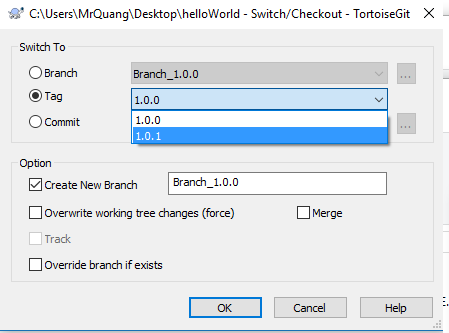 C:\Users\MrQuang\Desktop\helloWorld - Switch/Checkout - TortoiseGit
Switch To
Branch Branch_1.0.0 ...
Tag 1.0.0
Commit 1.0.0 ...
1.0.1
Option
Create New Branch Branch_1.0.0
Overwrite working tree changes (force) Merge
Track
Override branch if exists
OK Cancel Help
E.